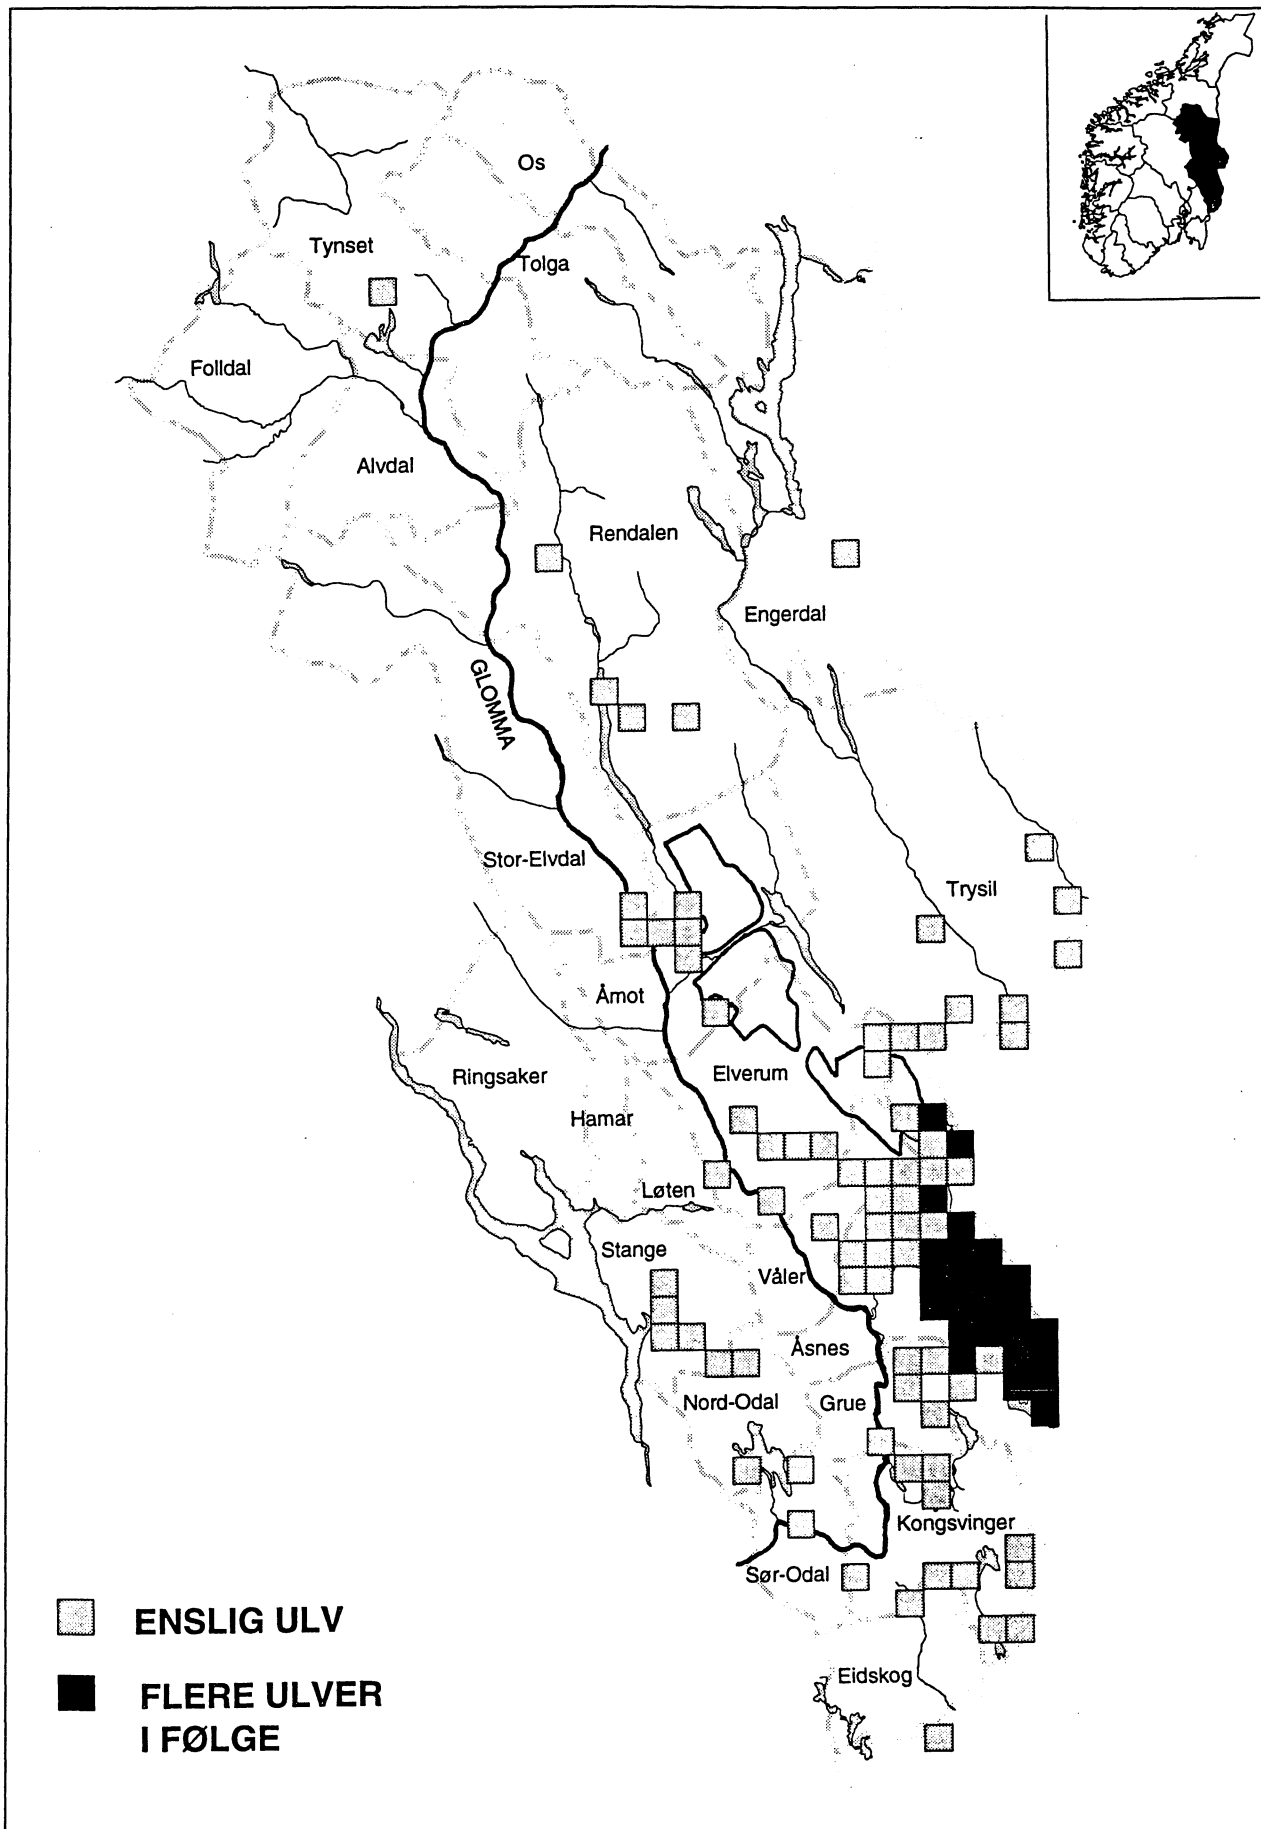 Os
Tynset
Tolga
Folldal
Alvdal
Rendalen
Engerdal
GLOMMA
Stor-Elvdal
Trysil
Åmot
Elverum
Ringsaker
Hamar
Løten
Stange
Våler
Åsnes
Nord-Odal
Grue
Kongsvinger
Sør-Odal
Eidskog
ENSLIG ULV
FLERE ULVER
I FØLGE